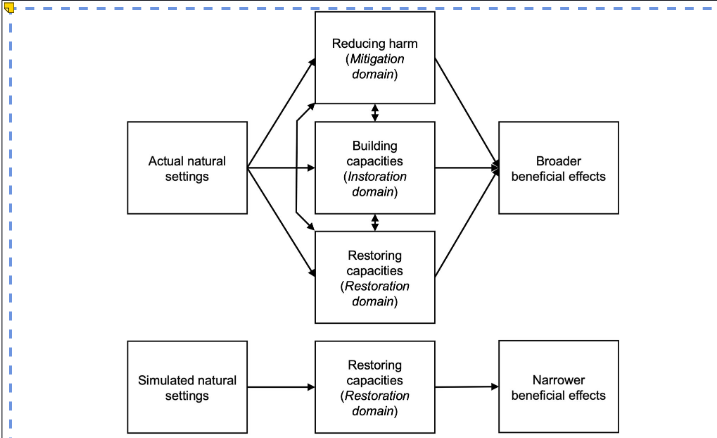 Reducing harm
(Mitigation
domain)
Actual natural
settings
Building
capacities
(Instoration
domain)
Broader
beneficial effects
Restoring
capacities
(Restoration
domain)
Simulated natural
settings
Restoring
capacities
(Restoration
domain)
Narrower
beneficial effects